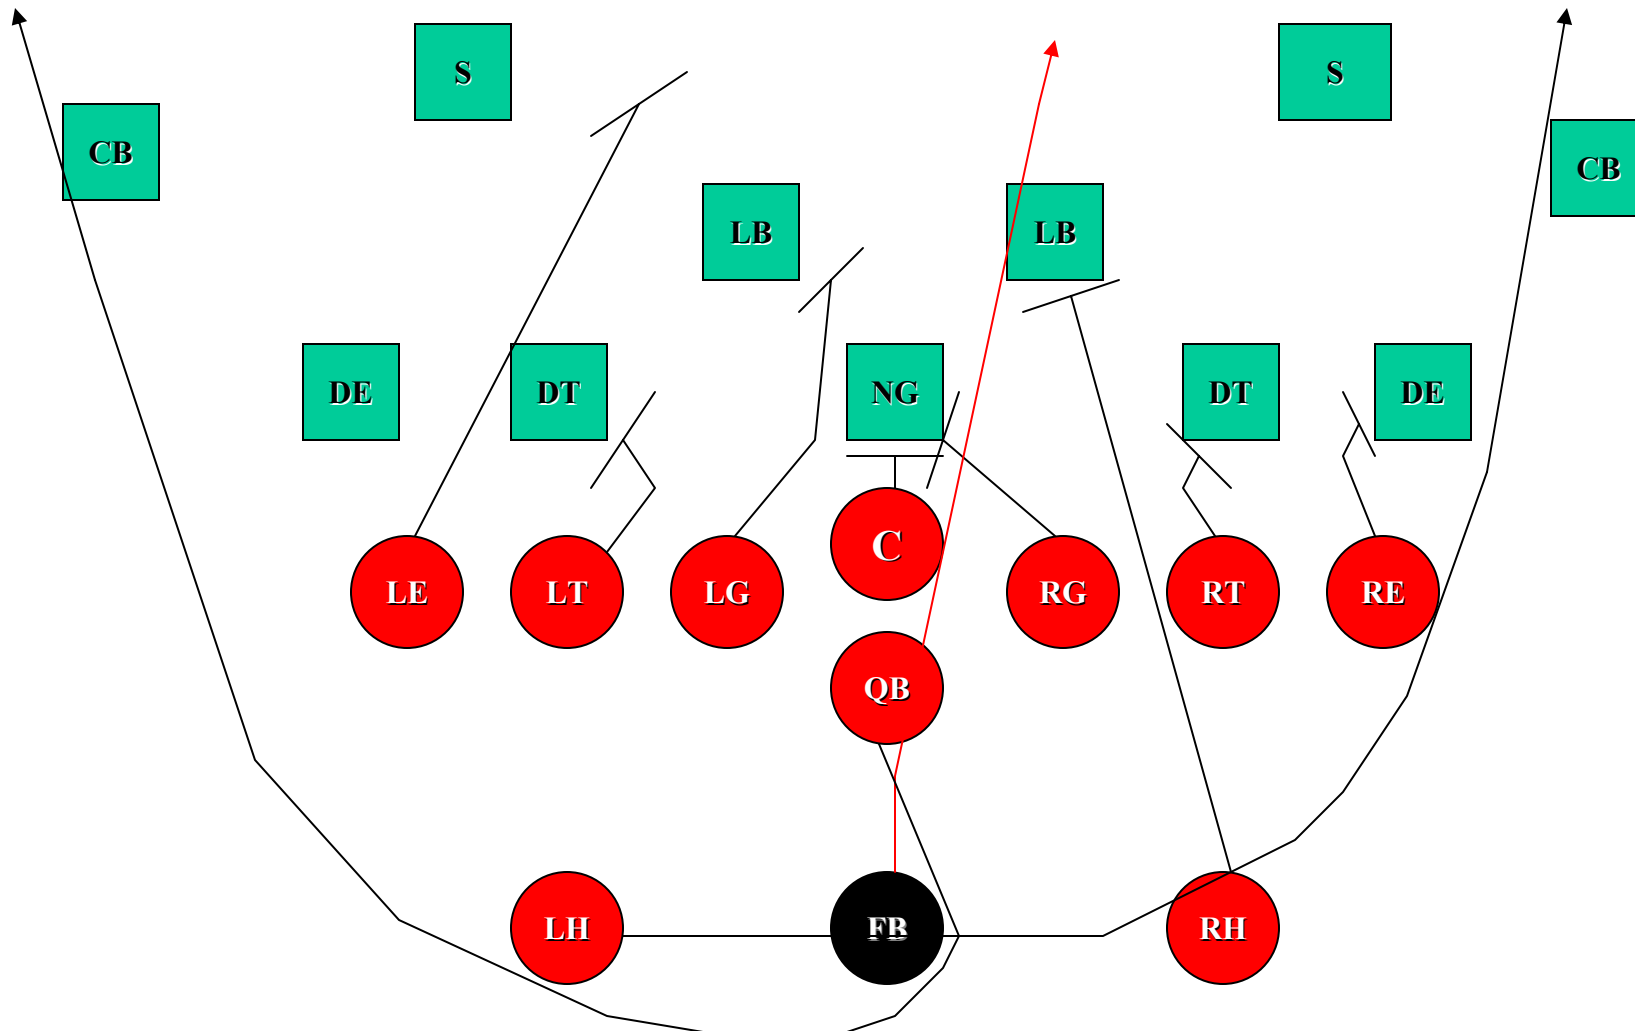 S
S
CB
CB
LB
LB
DE
DT
NG
DT
DE
C
LE
LT
LG
RG
RT
RE
QB
LH
FB
RH